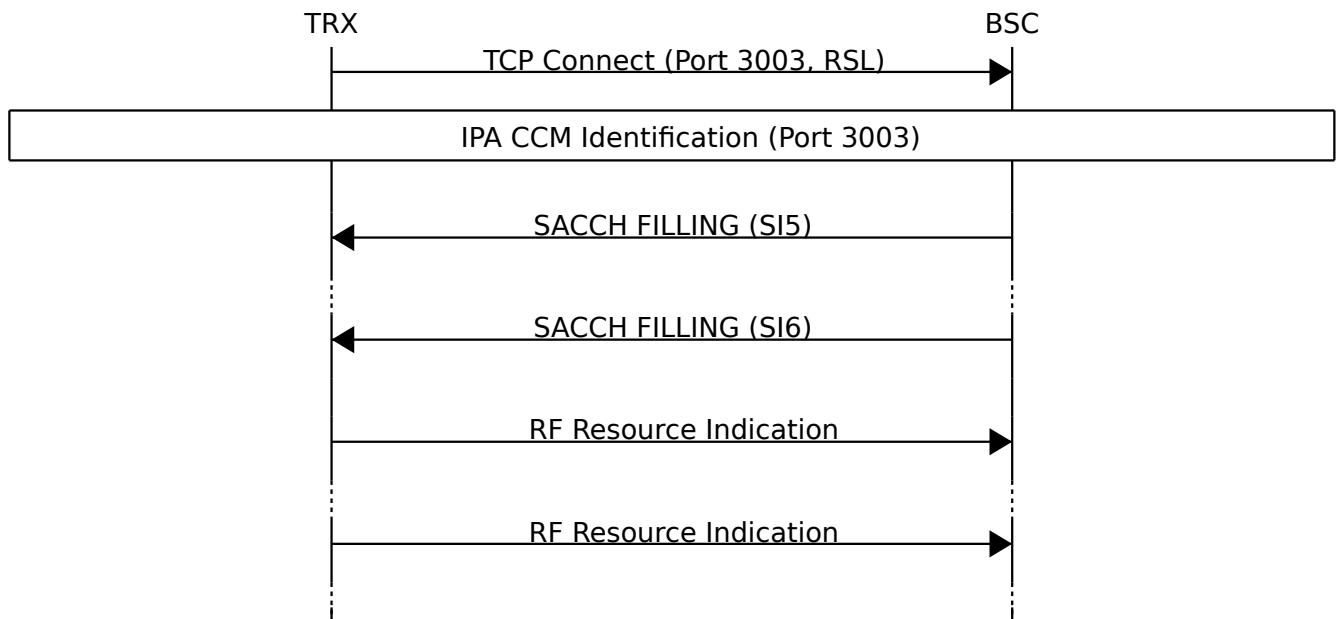 TRX
BSC
TCP Connect (Port 3003, RSL)
IPA CCM Identification (Port 3003)
SACCH FILLING (SI5)
SACCH FILLING (SI6)
RF Resource Indication
RF Resource Indication